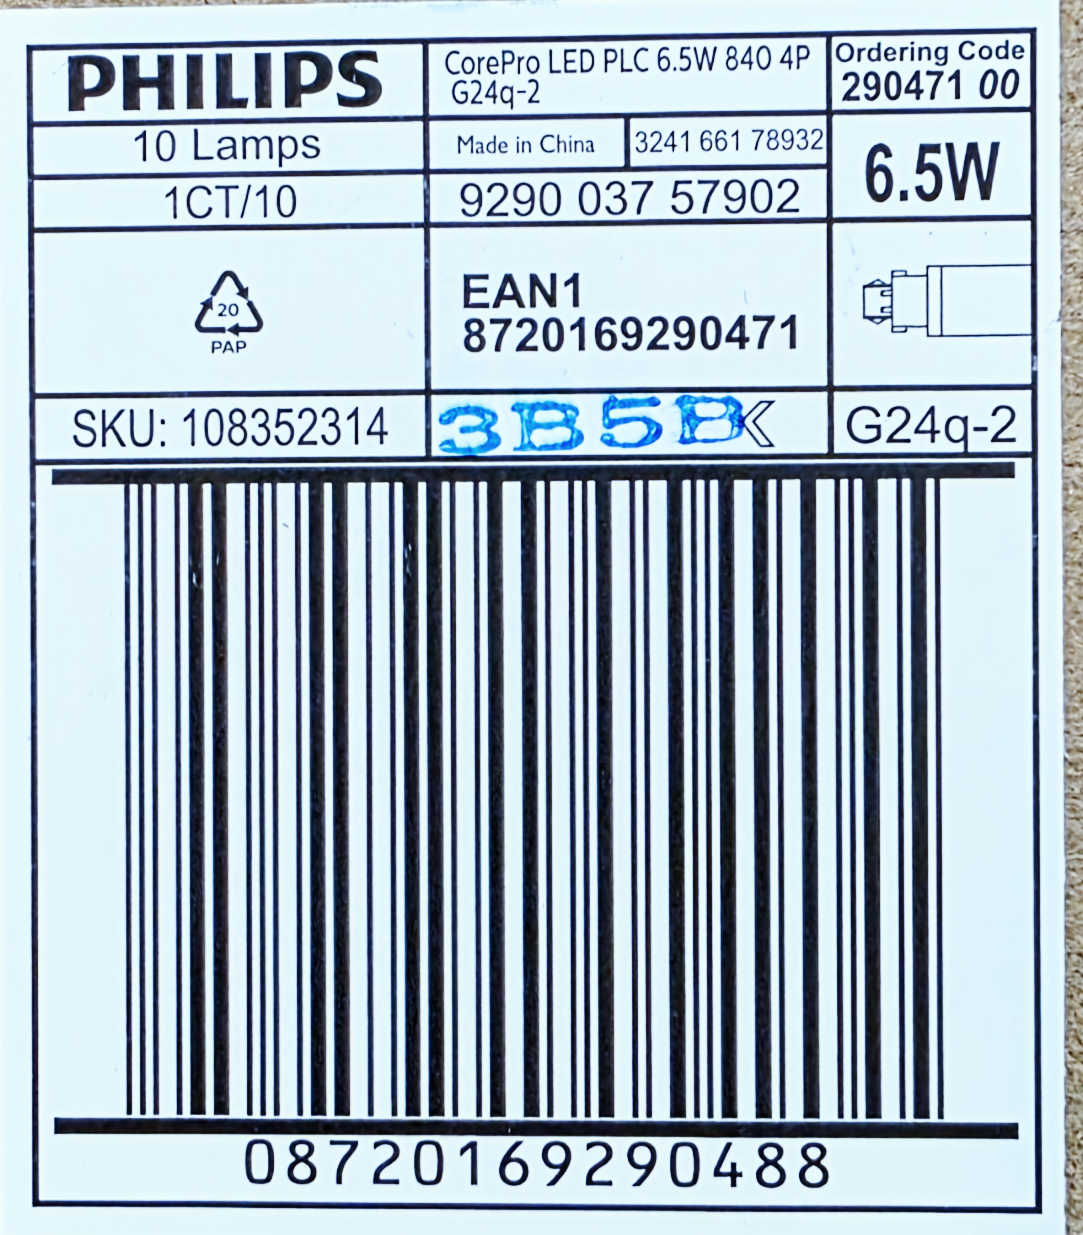 PHILIPS
CorePro LED PLC 6.5W 840 4P
G24q-2
Ordering Code
290471 00
10 Lamps
Made in China
3241 661 78932
6.5W
1CT/10
9290 037 57902
20
PAP
EAN1
8720169290471
SKU: 108352314
3B5B
K
G24q-2
08720169290488